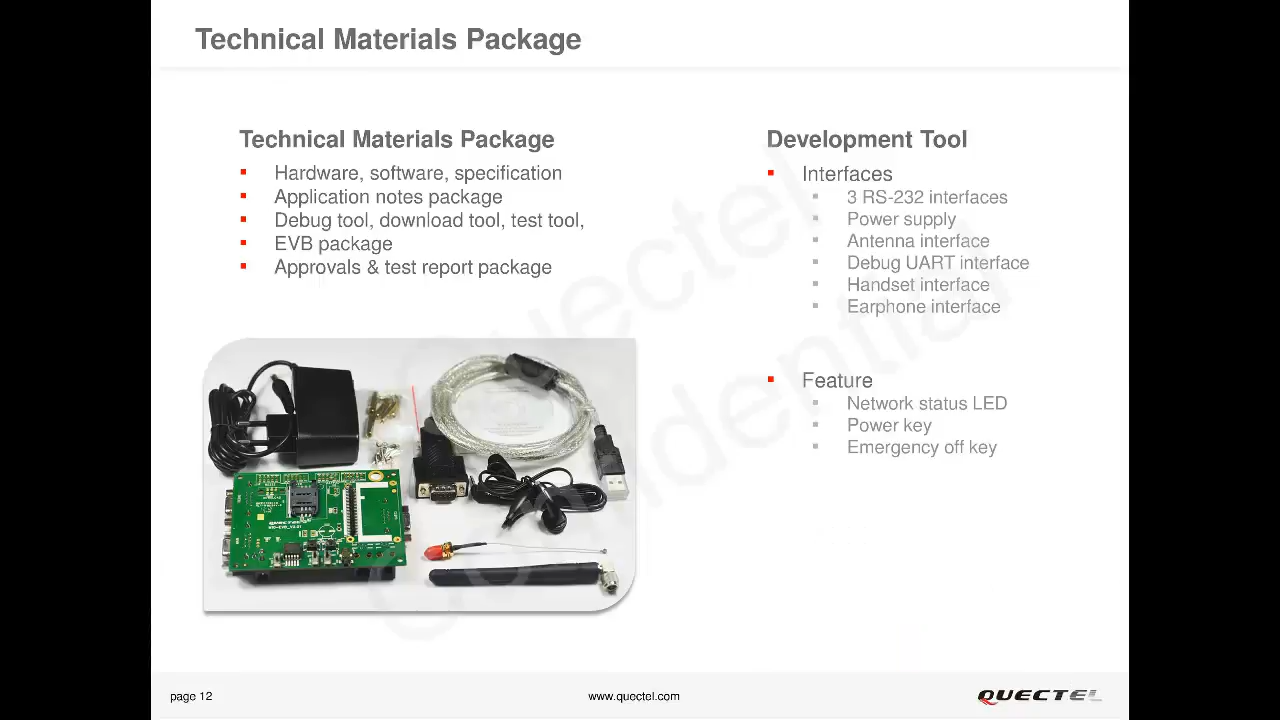 Technical Materials Package
Technical Materials Package
Hardware, software, specification
Application notes package
Debug tool, download tool, test tool,
EVB package
Approvals & test report package
Development Tool
Interfaces
3 RS-232 interfaces
Power supply
Antenna interface
Debug UART interface
Handset interface
Earphone interface
Feature
Network status LED
Power key
Emergency off key
Quectel
Confidential
QUECTEL
page 12
www.quectel.com
QUECTEL